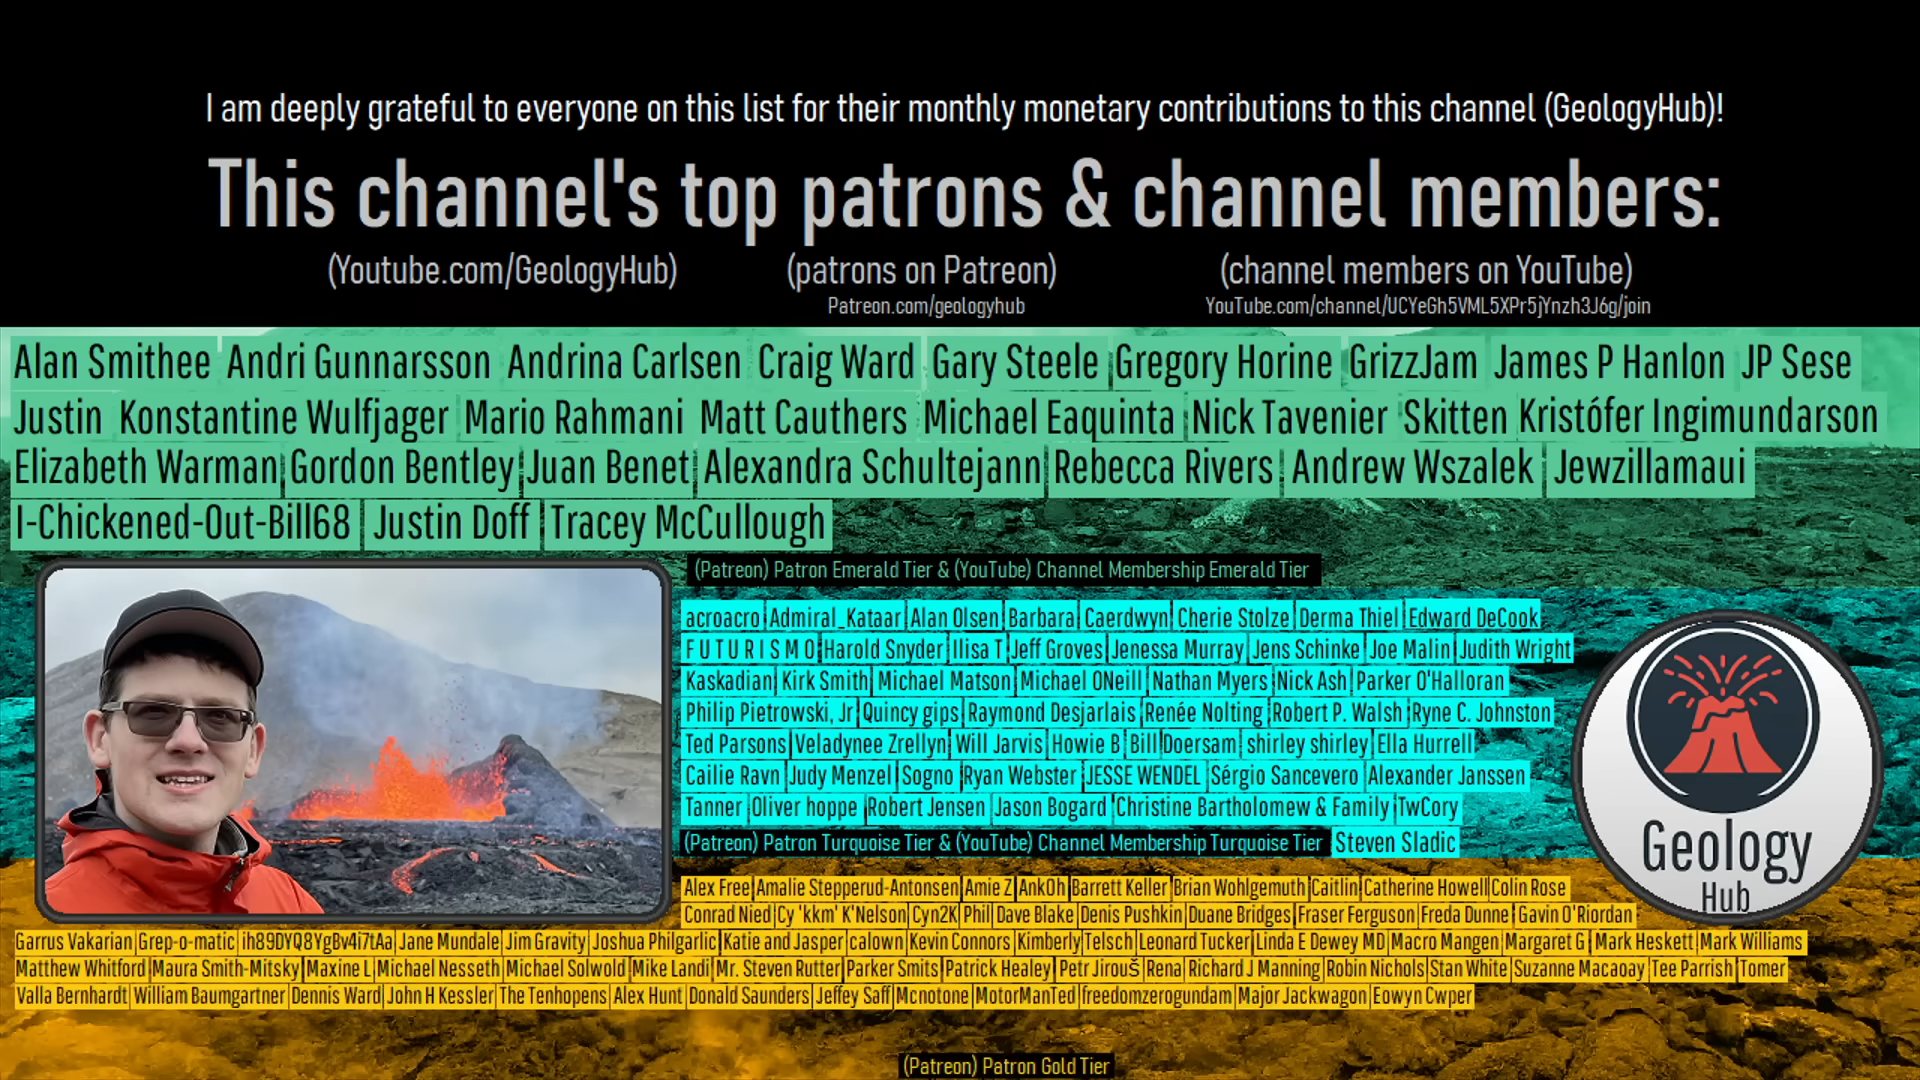 I am deeply grateful to everyone on this list for their monthly monetary contributions to this channel (GeologyHub)!
This channel's top patrons & channel members:
(Youtube.com/GeologyHub) (patrons on Patreon) (channel members on YouTube)
Patreon.com/geologyhub YouTube.com/channel/UCYeGh5VML5XPr5jYnzh3J6g/join
Alan Smithee Andri Gunnarsson Andrina Carlsen Craig Ward Gary Steele Gregory Horine GrizzJam James P Hanlon JP Sese
Justin Konstantine Wulfjager Mario Rahmani Matt Cauthers Michael Eaquinta Nick Tavenier Skitten Kristófer Ingimundarson
Elizabeth Warman Gordon Bentley Juan Benet Alexandra Schultejann Rebecca Rivers Andrew Wszalek Jewzillamaui
I-Chickened-Out-Bill68 Justin Doff Tracey McCullough
(Patreon) Patron Emerald Tier & (YouTube) Channel Membership Emerald Tier
acroacro Admiral_Kataar Alan Olsen Barbara Caerdwyn Cherie Stolze Derma Thiel Edward DeCook
F U T U R I S M O Harold Snyder Ilisa T Jeff Groves Jenessa Murray Jens Schinke Joe Malin Judith Wright
Kaskadian Kirk Smith Michael Matson Michael ONeill Nathan Myers Nick Ash Parker O'Halloran
Philip Pietrowski, Jr Quincy gips Raymond Desjarlais Renée Nolting Robert P. Walsh Ryne C. Johnston
Ted Parsons Veladynee Zrellyn Will Jarvis Howie B Bill Doersam shirley shirley Ella Hurrell
Cailie Ravn Judy Menzel Sogno Ryan Webster JESSE WENDEL Sérgio Sancevero Alexander Janssen
Tanner Oliver hoppe Robert Jensen Jason Bogard Christine Bartholomew & Family TwCory
(Patreon) Patron Turquoise Tier & (YouTube) Channel Membership Turquoise Tier Steven Sladic
Geology
Hub
Alex Free Amalie Stepperud-Antonsen Amie Z AnkOh Barrett Keller Brian Wohlgemuth Caitlin Catherine Howell Colin Rose
Conrad Nied Cy 'kkm' K'Nelson Cyn2K Phil Dave Blake Denis Pushkin Duane Bridges Fraser Ferguson Freda Dunne Gavin O'Riordan
Garrus Vakarian Grep-o-matic ih89DYQ8YgBv4i7tAa Jane Mundale Jim Gravity Joshua Philgarlic Katie and Jasper calown Kevin Connors Kimberly Telsch Leonard Tucker Linda E Dewey MD Macro Mangen Margaret G Mark Heskett Mark Williams
Matthew Whitford Maura Smith-Mitsky Maxine L Michael Nesseth Michael Solwold Mike Landi Mr. Steven Rutter Parker Smits Patrick Healey Petr Jirouš Rena Richard J Manning Robin Nichols Stan White Suzanne Macaoay Tee Parrish Tomer
Valla Bernhardt William Baumgartner Dennis Ward John H Kessler The Tenhopens Alex Hunt Donald Saunders Jeffey Saff Mcnotone MotorManTed freedomzerogundam Major Jackwagon Eowyn Cwper
(Patreon) Patron Gold Tier